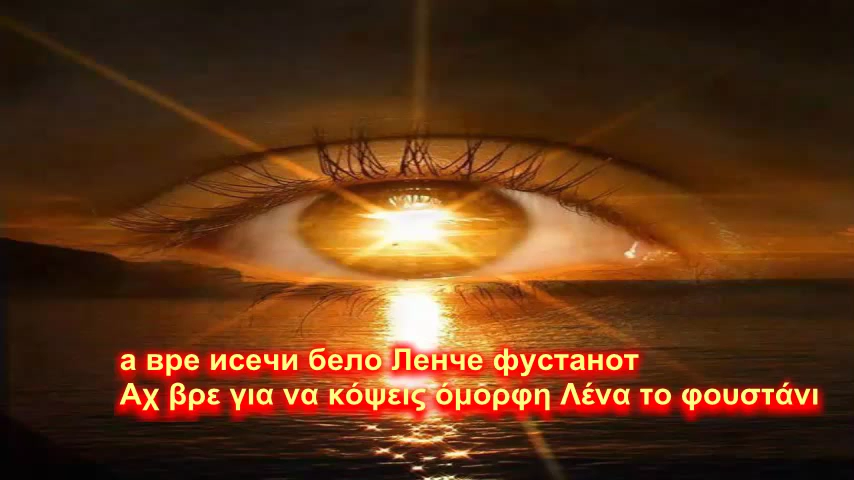 а вре исечи бело Ленче фустанот
Αχ βρε για να κόψεις όμορφη Λένα το φουστάνι